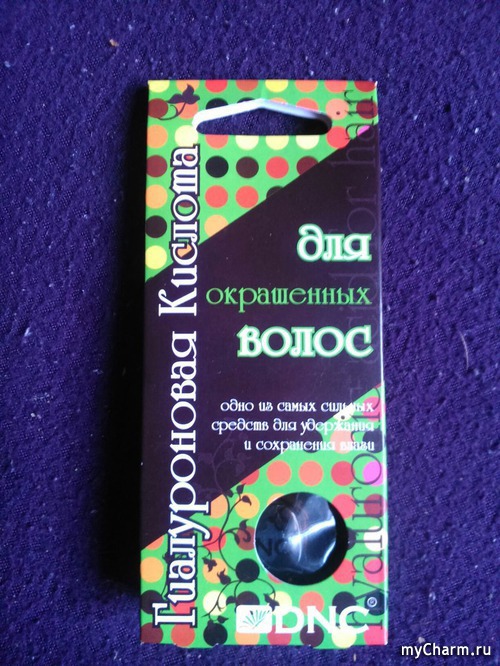 Гиалуроновая Кислота
для
окрашенных
волос
одно из самых сильных
средств для удержания
и сохранения влаги
DNC®
myCharm.ru